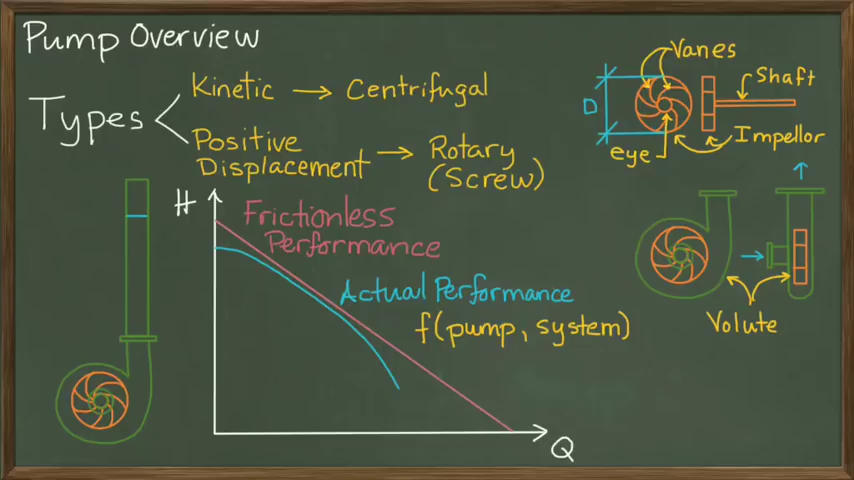 Pump Overview
Types
Kinetic → Centrifugal
Positive
Displacement → Rotary
(Screw)
Vanes
Shaft
D
eye
Impellor
H
Frictionless
Performance
Actual Performance
f(pump, system)
Volute
Q